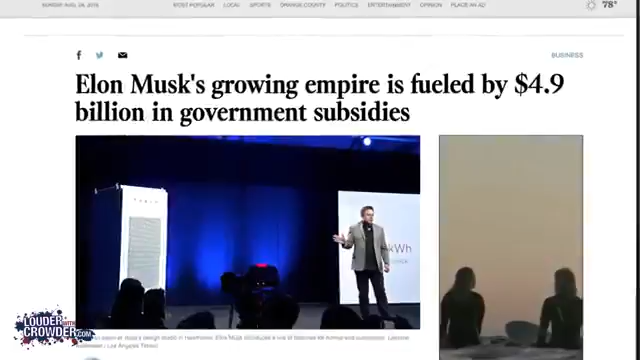 MOST POPULAR LOCAL SPORTS ORANGE COUNTY POLITICS ENTERTAINMENT OPINION PLACE AN AD
78°
BUSINESS
Elon Musk's growing empire is fueled by $4.9
billion in government subsidies
kWh
LOUDER WITH
CROWDER.COM